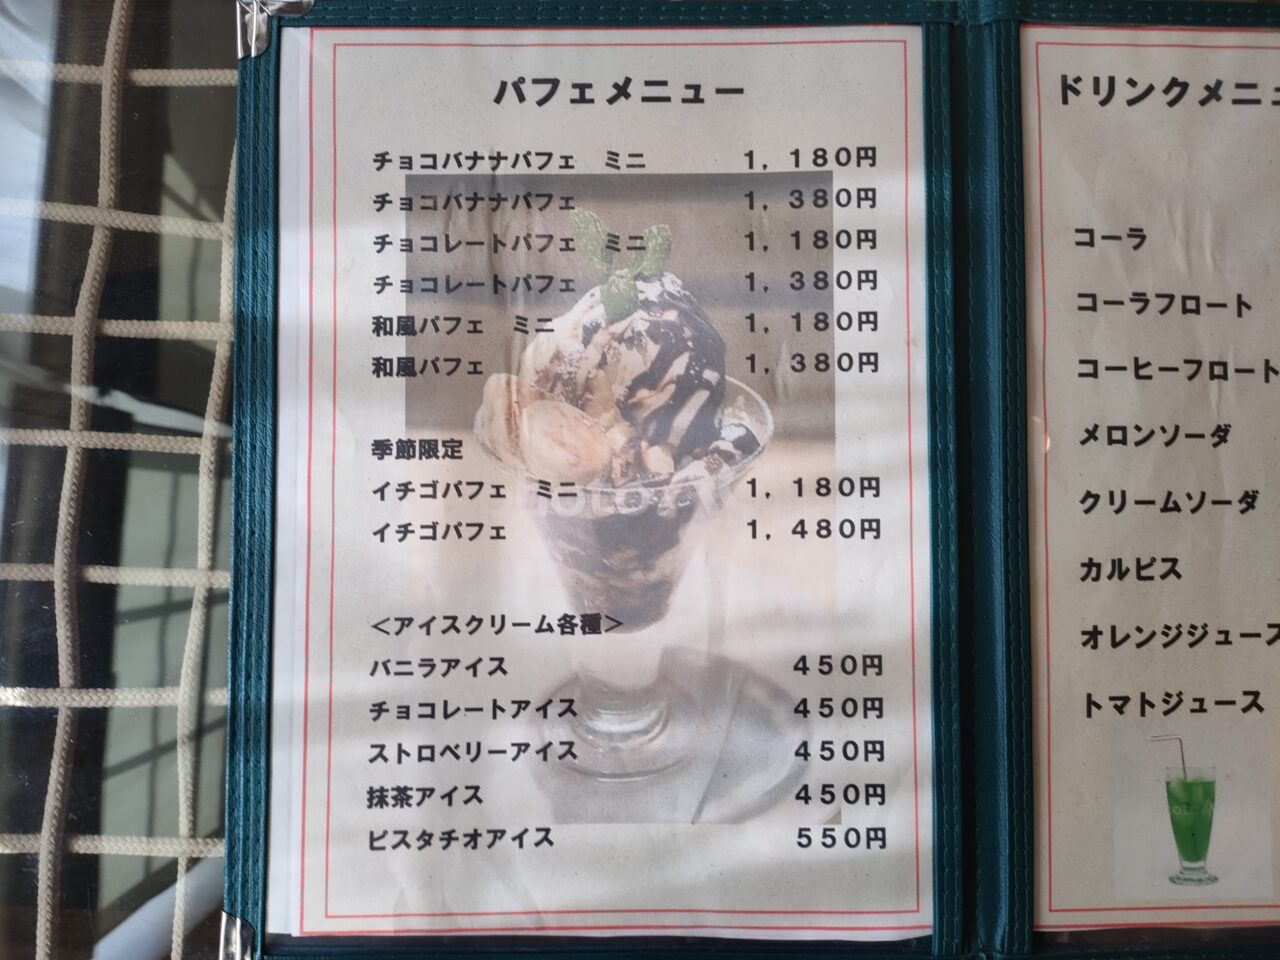 パフェメニュー
チョコバナナパフェ　ミニ　1，180円
チョコバナナパフェ　1，380円
チョコレートパフェ　ミニ　1，180円
チョコレートパフェ　1，380円
和風パフェ　ミニ　1，180円
和風パフェ　1，380円
季節限定
イチゴパフェ　ミニ　1，180円
イチゴパフェ　1，480円
＜アイスクリーム各種＞
バニラアイス　450円
チョコレートアイス　450円
ストロベリーアイス　450円
抹茶アイス　450円
ピスタチオアイス　550円
ドリンクメニュ
コーラ
コーラフロート
コーヒーフロート
メロンソーダ
クリームソーダ
カルピス
オレンジジュース
トマトジュース